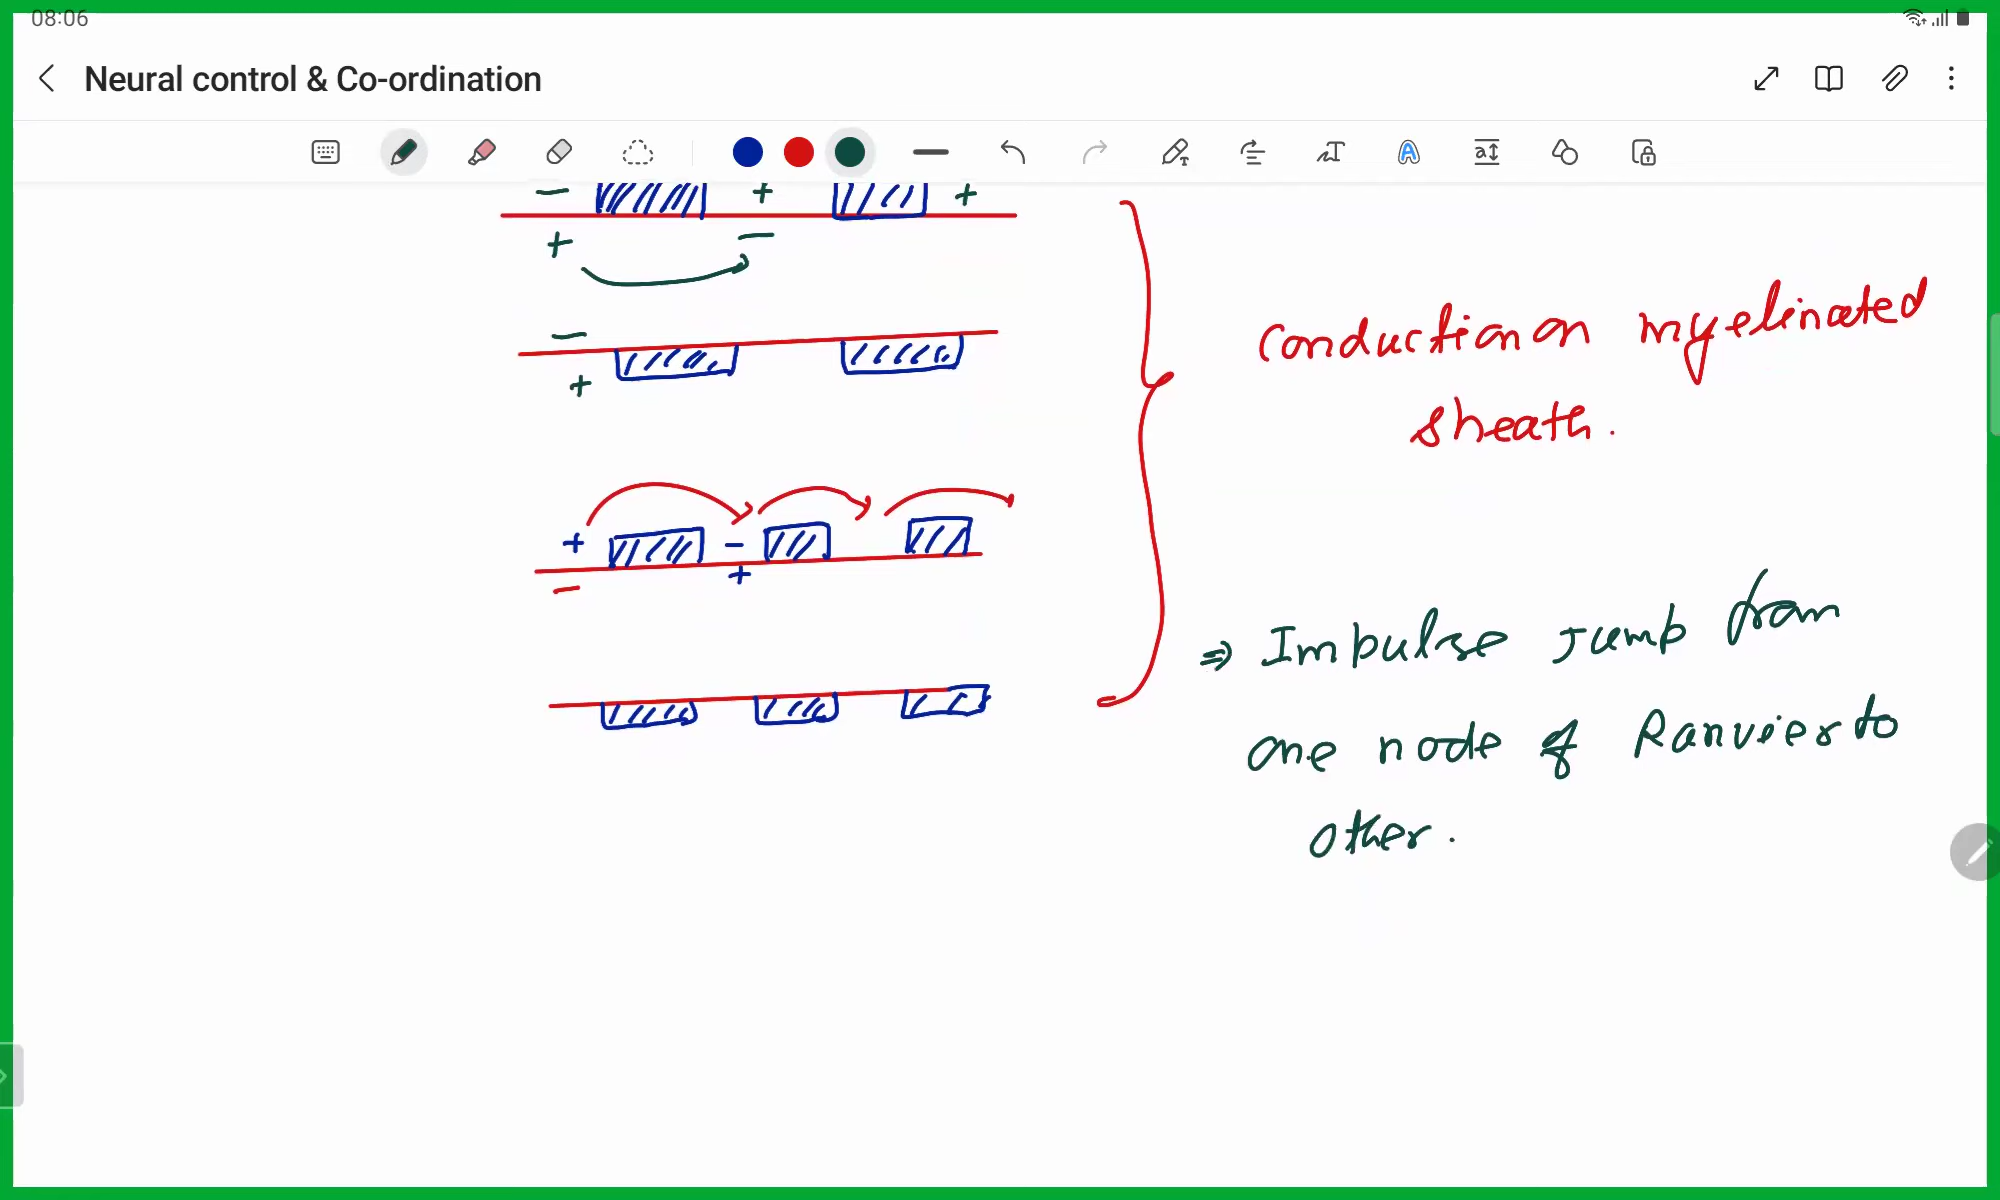 08:06
Neural control & Co-ordination
− + +
+ −
−
+
+ −
− +
Conduction on myelinated
sheath.
⇒ Impulse Jump from
one node of Ranvier to
other.